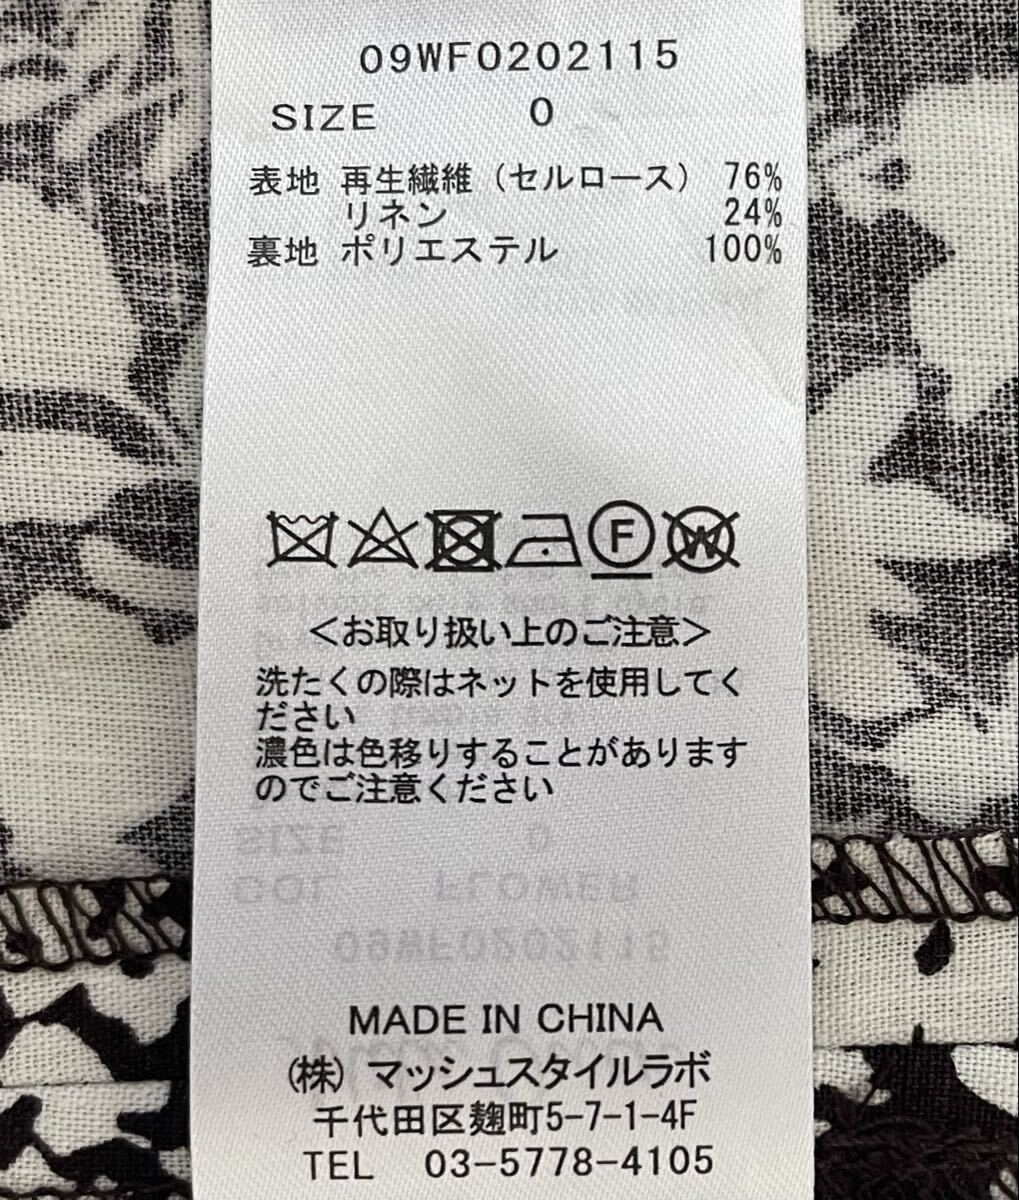 09WF0202115
SIZE 0
表地 再生繊維（セルロース） 76%
リネン 24%
裏地 ポリエステル 100%
F W
＜お取り扱い上のご注意＞
洗たくの際はネットを使用してく
ださい
濃色は色移りすることがあります
のでご注意ください
SIZE 0
COL FLOWER
09WF0202115
MADE IN CHINA
(株) マッシュスタイルラボ
千代田区麹町5-7-1-4F
TEL 03-5778-4105